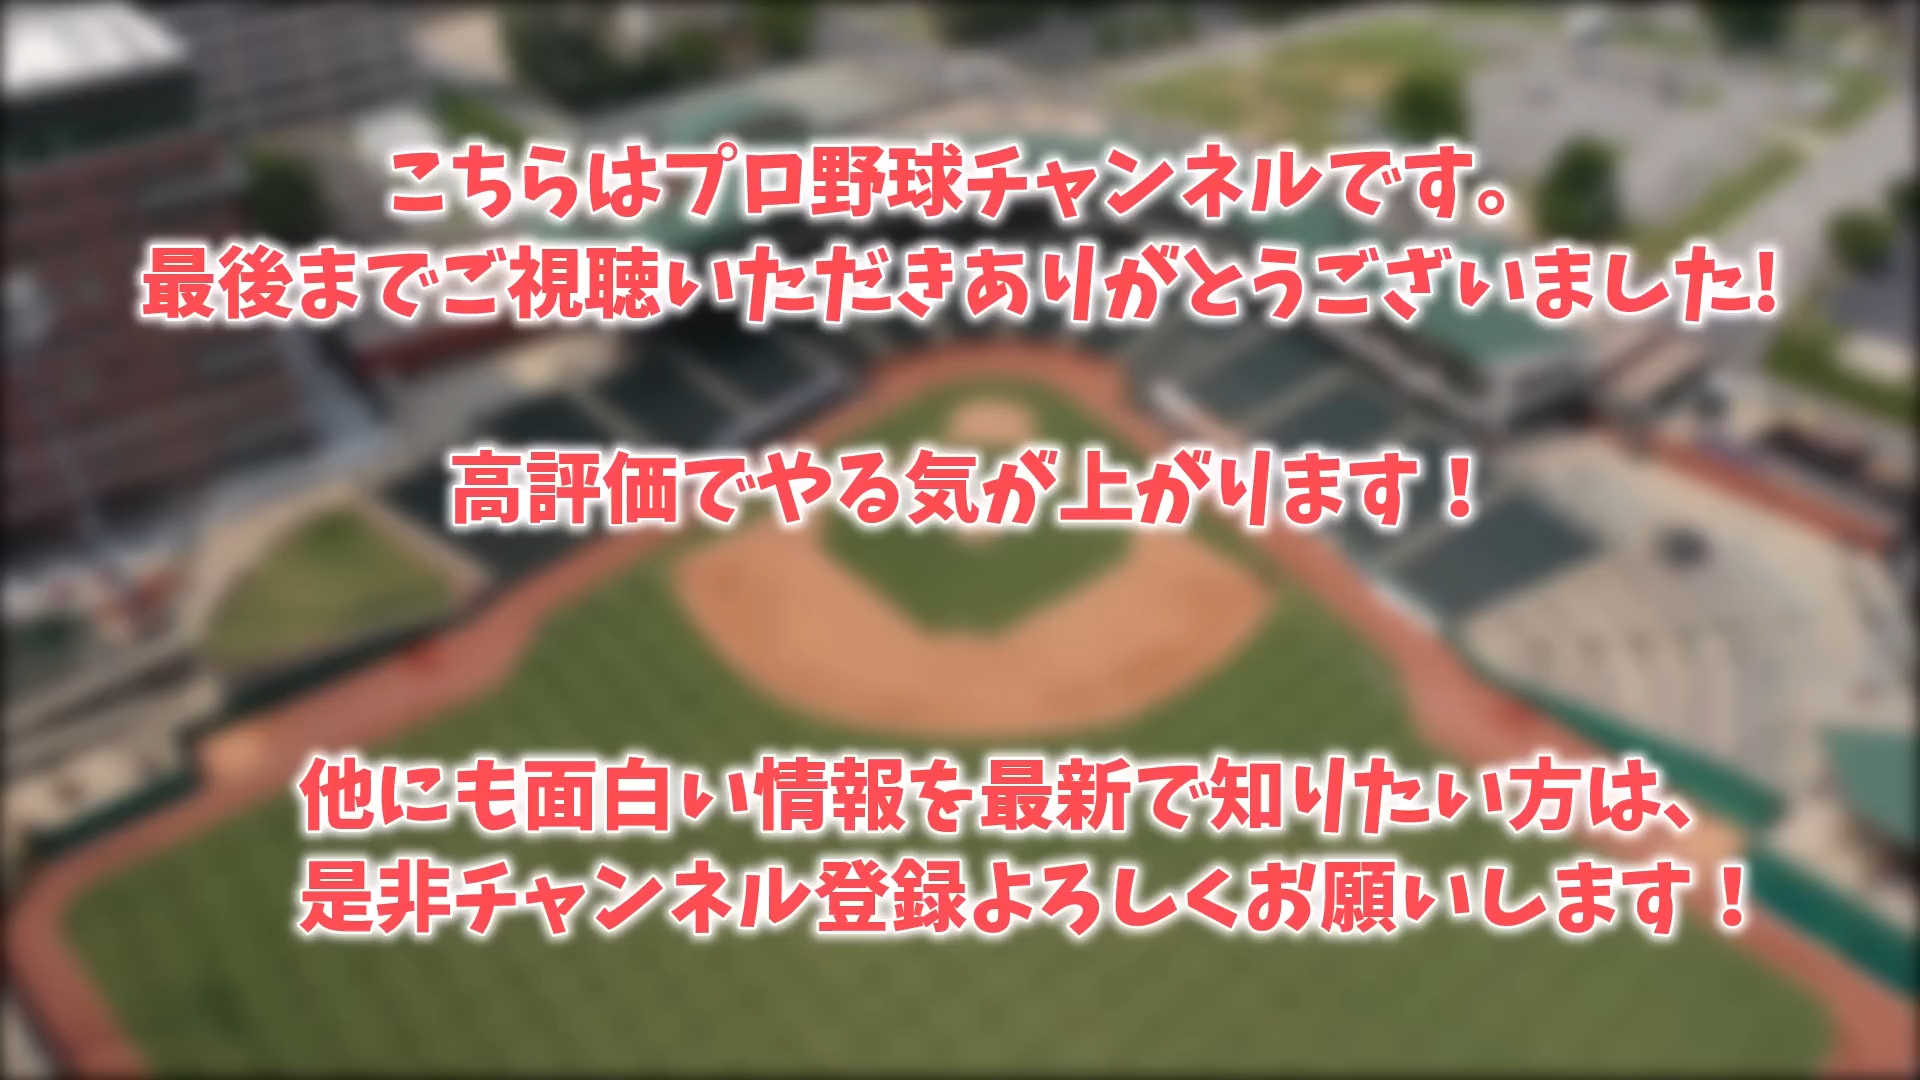 こちらはプロ野球チャンネルです。
最後までご視聴いただきありがとうございました!
高評価でやる気が上がります！
他にも面白い情報を最新で知りたい方は、
是非チャンネル登録よろしくお願いします！